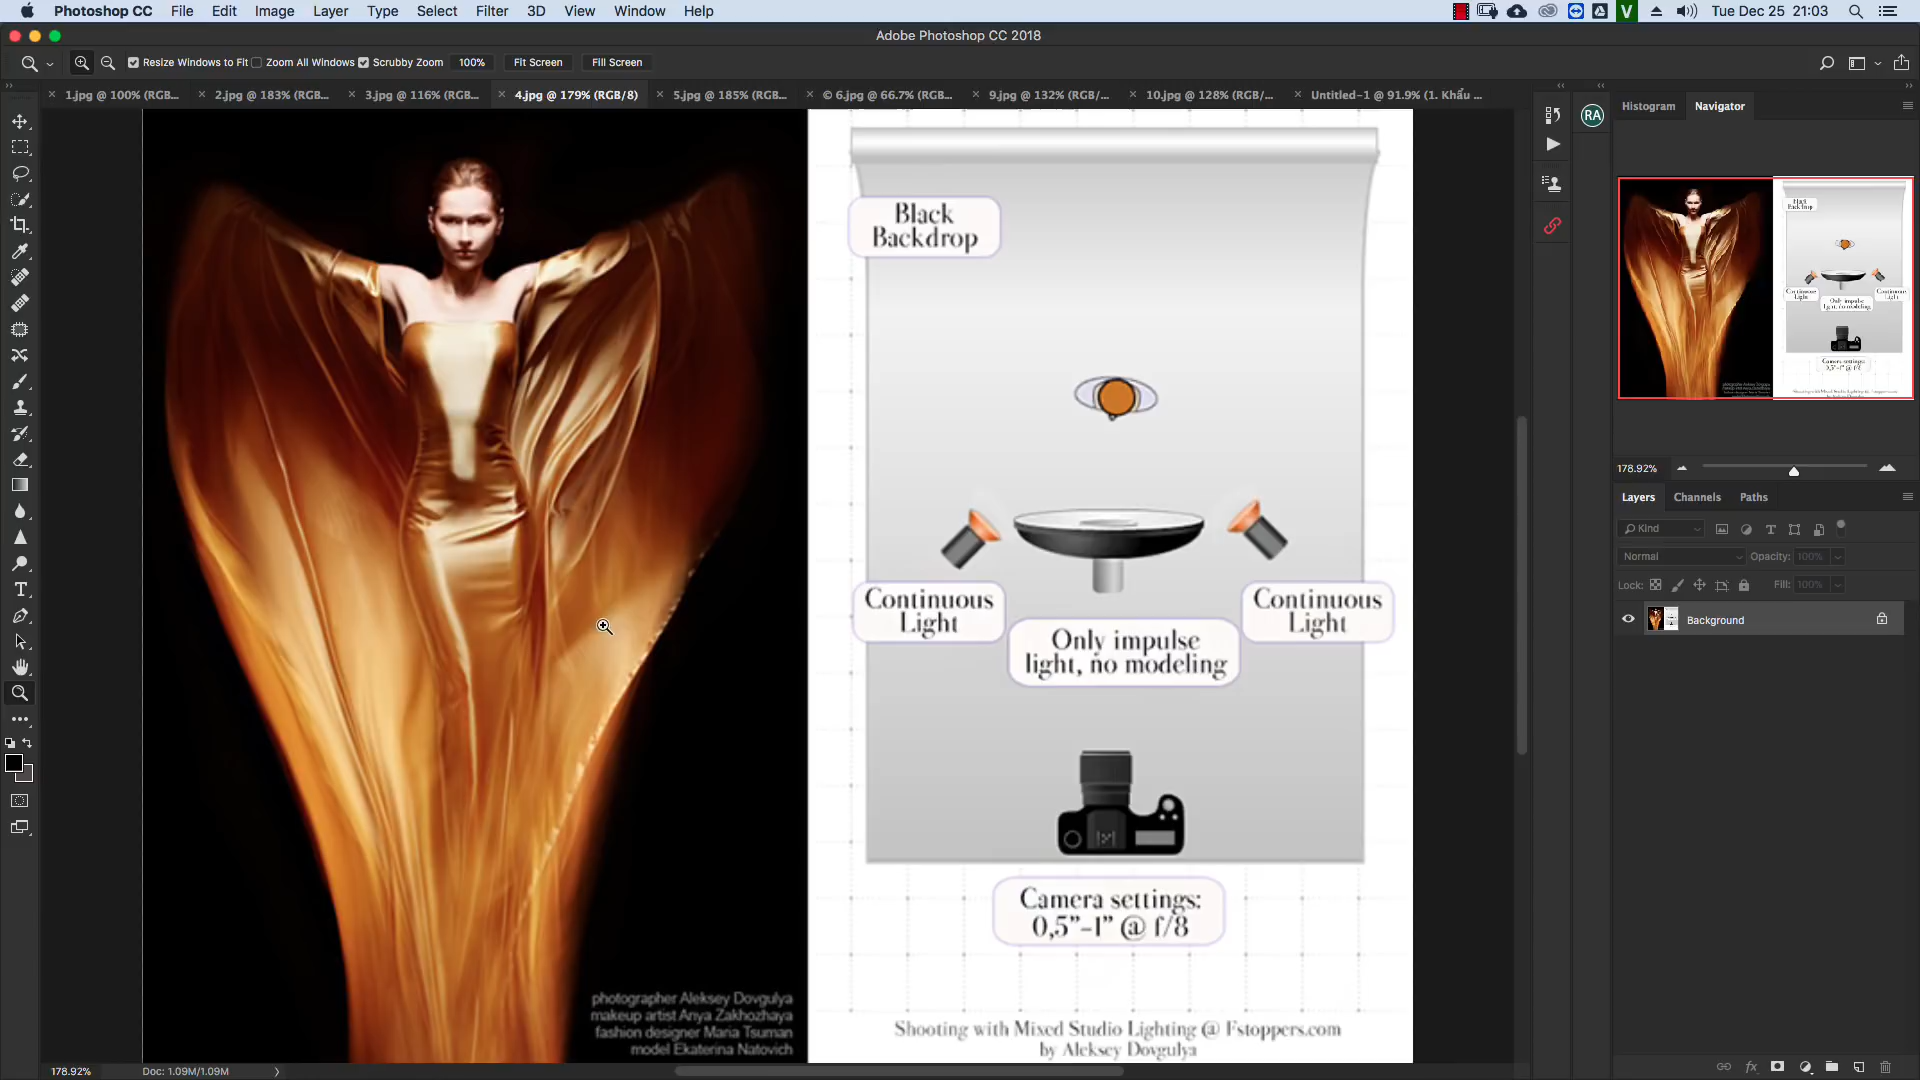 Photoshop CC File Edit Image Layer Type Select Filter 3D View Window Help
V Tue Dec 25 21:03
Adobe Photoshop CC 2018
Resize Windows to Fit Zoom All Windows Scrubby Zoom 100% Fit Screen Fill Screen
1.jpg @ 100% (RGB... 2.jpg @ 183% (RGB... 3.jpg @ 116% (RGB... 4.jpg @ 179% (RGB/8) 5.jpg @ 185% (RGB... © 6.jpg @ 66.7% (RGB... 9.jpg @ 132% (RGB/... 10.jpg @ 128% (RGB/... Untitled-1 @ 91.9% (1. Khẩu ...
RA
Histogram Navigator
Black
Backdrop
Continuous
Light
Only impulse
light, no modeling
Continuous
Light
Camera settings:
0,5”-1” @ f/8
photographer Aleksey Dovgulya
makeup artist Anya Zakhozhaya
fashion designer Maria Tsuman
model Ekaterina Natovich
Shooting with Mixed Studio Lighting @ Fstoppers.com
by Aleksey Dovgulya
178.92%
Layers Channels Paths
Kind
Normal Opacity: 100%
Lock: Fill: 100%
Background
fx
178.92% Doc: 1.09M/1.09M